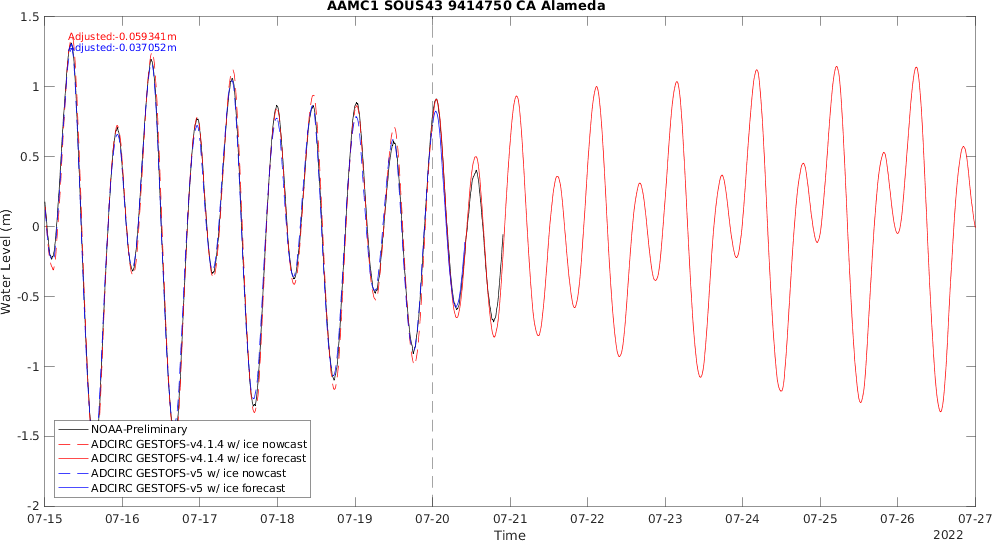 AAMC1 SOUS43 9414750 CA Alameda
Adjusted:-0.059341m
Adjusted:-0.037052m
1.5
1
0.5
0
-0.5
-1
-1.5
-2
Water Level (m)
NOAA-Preliminary
ADCIRC GESTOFS-v4.1.4 w/ ice nowcast
ADCIRC GESTOFS-v4.1.4 w/ ice forecast
ADCIRC GESTOFS-v5 w/ ice nowcast
ADCIRC GESTOFS-v5 w/ ice forecast
07-15 07-16 07-17 07-18 07-19 07-20 07-21 07-22 07-23 07-24 07-25 07-26 07-27
Time
2022